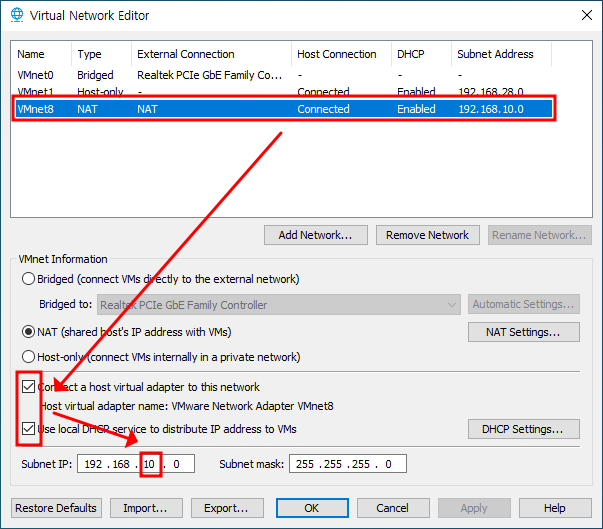 Virtual Network Editor
Name Type External Connection Host Connection DHCP Subnet Address
VMnet0 Bridged Realtek PCIe GbE Family Co... - - -
VMnet1 Host-only - Connected Enabled 192.168.28.0
VMnet8 NAT NAT Connected Enabled 192.168.10.0
Add Network... Remove Network Rename Network...
VMnet Information
Bridged (connect VMs directly to the external network)
Bridged to: Realtek PCIe GbE Family Controller Automatic Settings...
NAT (shared host's IP address with VMs) NAT Settings...
Host-only (connect VMs internally in a private network)
Connect a host virtual adapter to this network
Host virtual adapter name: VMware Network Adapter VMnet8
Use local DHCP service to distribute IP address to VMs DHCP Settings...
Subnet IP: 192 . 168 . 10 . 0 Subnet mask: 255 . 255 . 255 . 0
Restore Defaults Import... Export... OK Cancel Apply Help